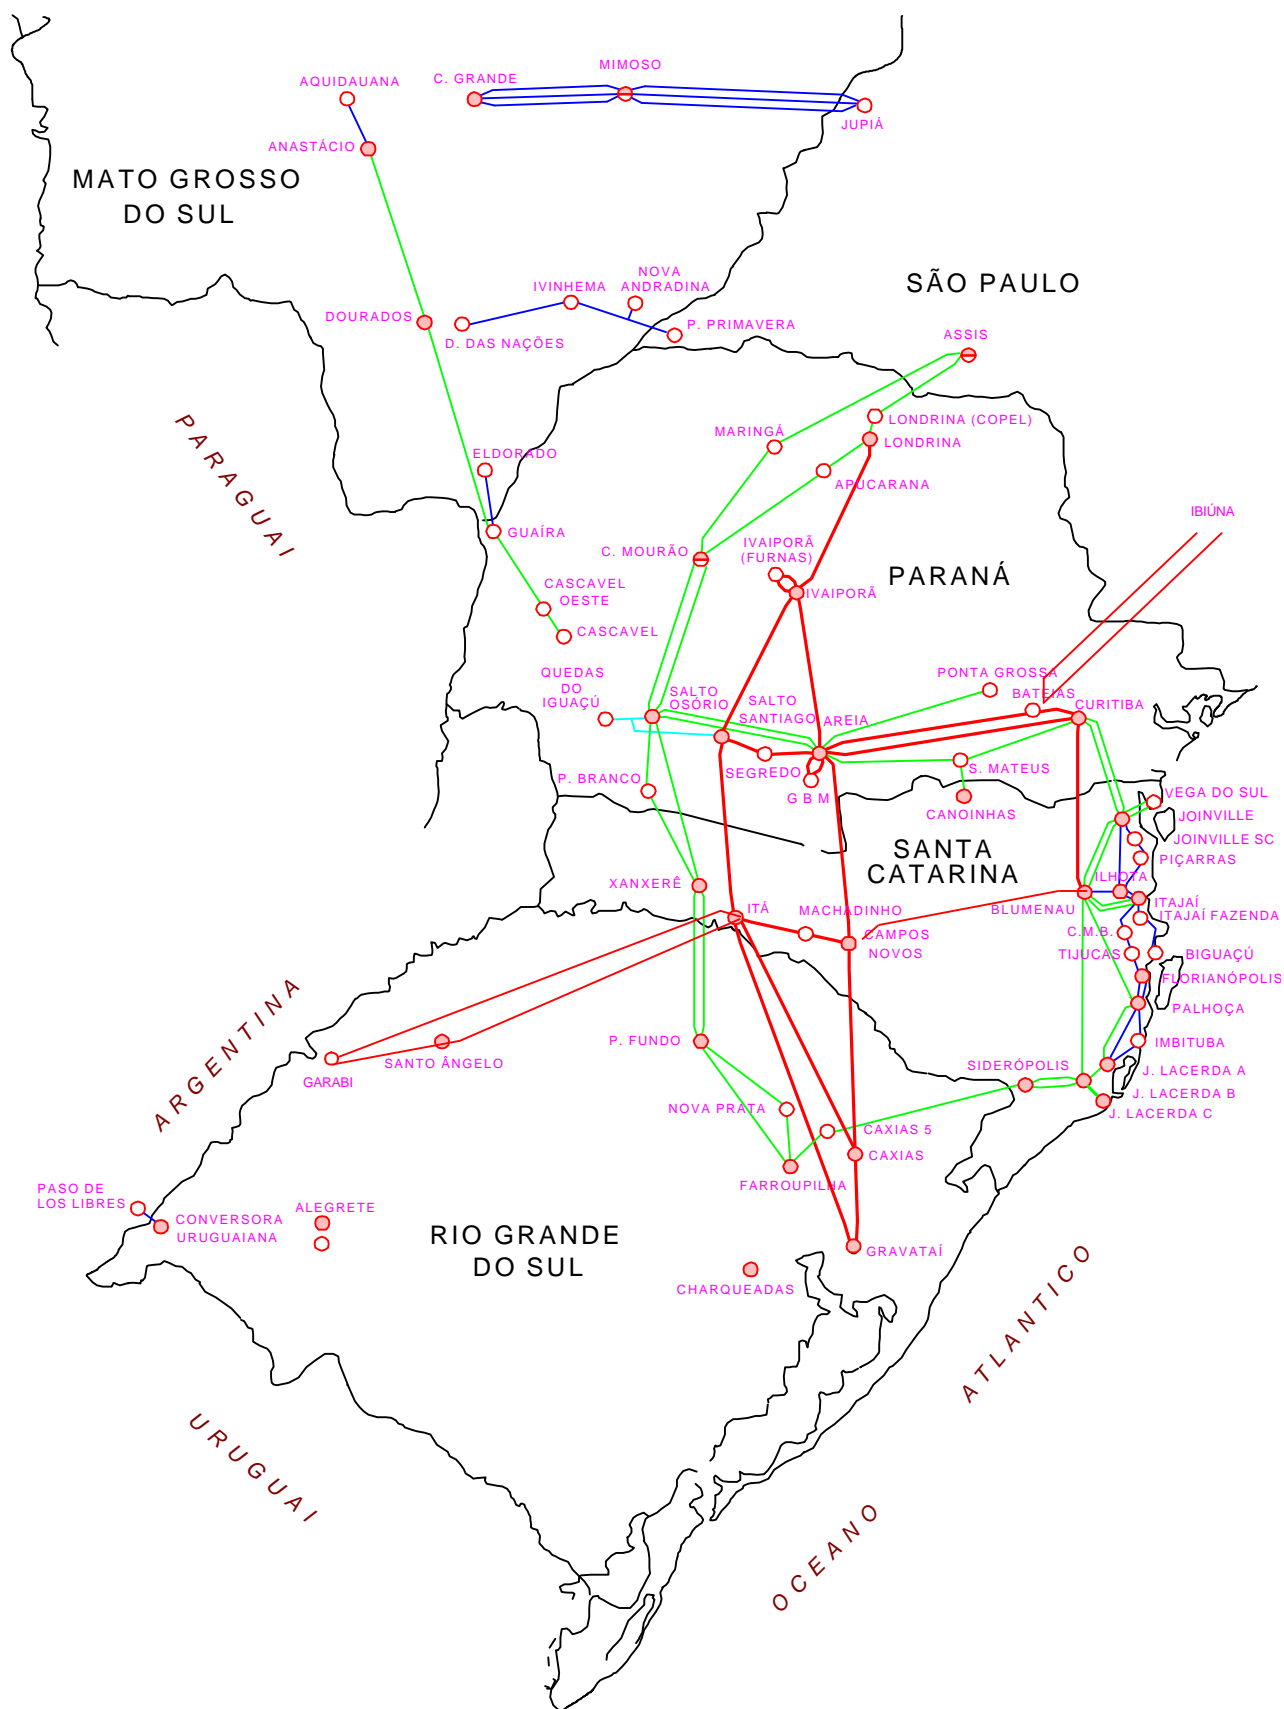 MIMOSO
AQUIDAUANA
C. GRANDE
JUPIÁ
ANASTÁCIO
MATO GROSSO
DO SUL
NOVA
ANDRADINA
IVINHEMA
SÃO PAULO
DOURADOS
D. DAS NAÇÕES
P. PRIMAVERA
ASSIS
PARAGUAI
MARINGÁ
LONDRINA (COPEL)
LONDRINA
ELDORADO
APUCARANA
IBIÚNA
GUAÍRA
C. MOURÃO
IVAIPORÃ
(FURNAS)
PARANÁ
IVAIPORÃ
CASCAVEL
OESTE
CASCAVEL
QUEDAS
DO
IGUAÇÚ
SALTO
OSÓRIO
SALTO
SANTIAGO
AREIA
PONTA GROSSA
BATEIAS
CURITIBA
SEGREDO
S. MATEUS
P. BRANCO
G B M
CANOINHAS
VEGA DO SUL
JOINVILLE
JOINVILLE SC
PIÇARRAS
SANTA
CATARINA
XANXERÊ
ILHOTA
ITÁ
MACHADINHO
BLUMENAU
ITAJAÍ
ITAJAÍ FAZENDA
CAMPOS
NOVOS
C.M.B.
TIJUCAS
BIGUAÇÚ
FLORIANÓPOLIS
PALHOÇA
ARGENTINA
P. FUNDO
SANTO ÂNGELO
GARABI
IMBITUBA
SIDERÓPOLIS
J. LACERDA A
J. LACERDA B
J. LACERDA C
NOVA PRATA
CAXIAS 5
CAXIAS
FARROUPILHA
PASO DE
LOS LIBRES
CONVERSORA
URUGUAIANA
ALEGRETE
RIO GRANDE
DO SUL
GRAVATAÍ
CHARQUEADAS
URUGUAI
OCEANO ATLANTICO